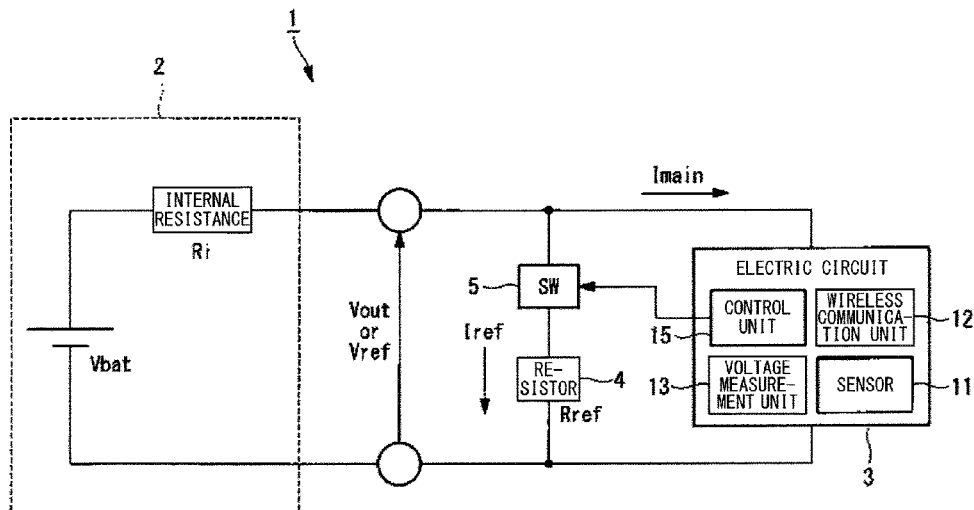 1
2
Imain
INTERNAL
RESISTANCE
Ri
ELECTRIC CIRCUIT
5
SW
CONTROL
UNIT
15
WIRELESS
COMMUNICA-
TION UNIT
12
Vout
or
Vref
Iref
Vbat
RE-
SISTOR
4
Rref
13
VOLTAGE
MEASURE-
MENT UNIT
SENSOR
11
3